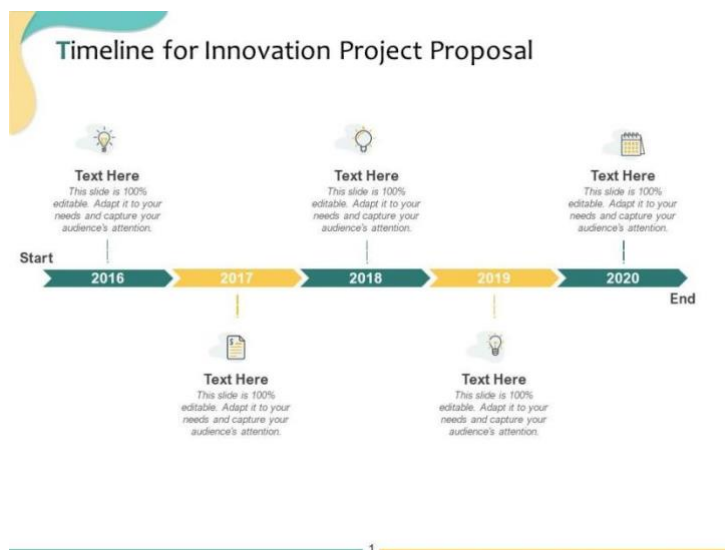 Timeline for Innovation Project Proposal
Text Here
This slide is 100%
editable. Adapt it to your
needs and capture your
audience's attention.
Text Here
This slide is 100%
editable. Adapt it to your
needs and capture your
audience's attention.
Text Here
This slide is 100%
editable. Adapt it to your
needs and capture your
audience's attention.
Start
2016
2017
2018
2019
2020
End
Text Here
This slide is 100%
editable. Adapt it to your
needs and capture your
audience's attention.
Text Here
This slide is 100%
editable. Adapt it to your
needs and capture your
audience's attention.
1